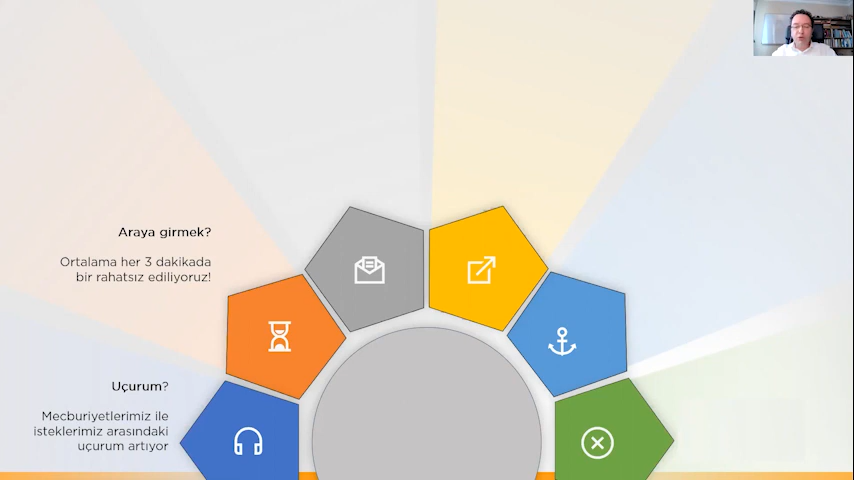 Araya girmek?
Ortalama her 3 dakikada
bir rahatsız ediliyoruz!
Uçurum?
Mecburiyetlerimiz ile
isteklerimiz arasındaki
uçurum artıyor